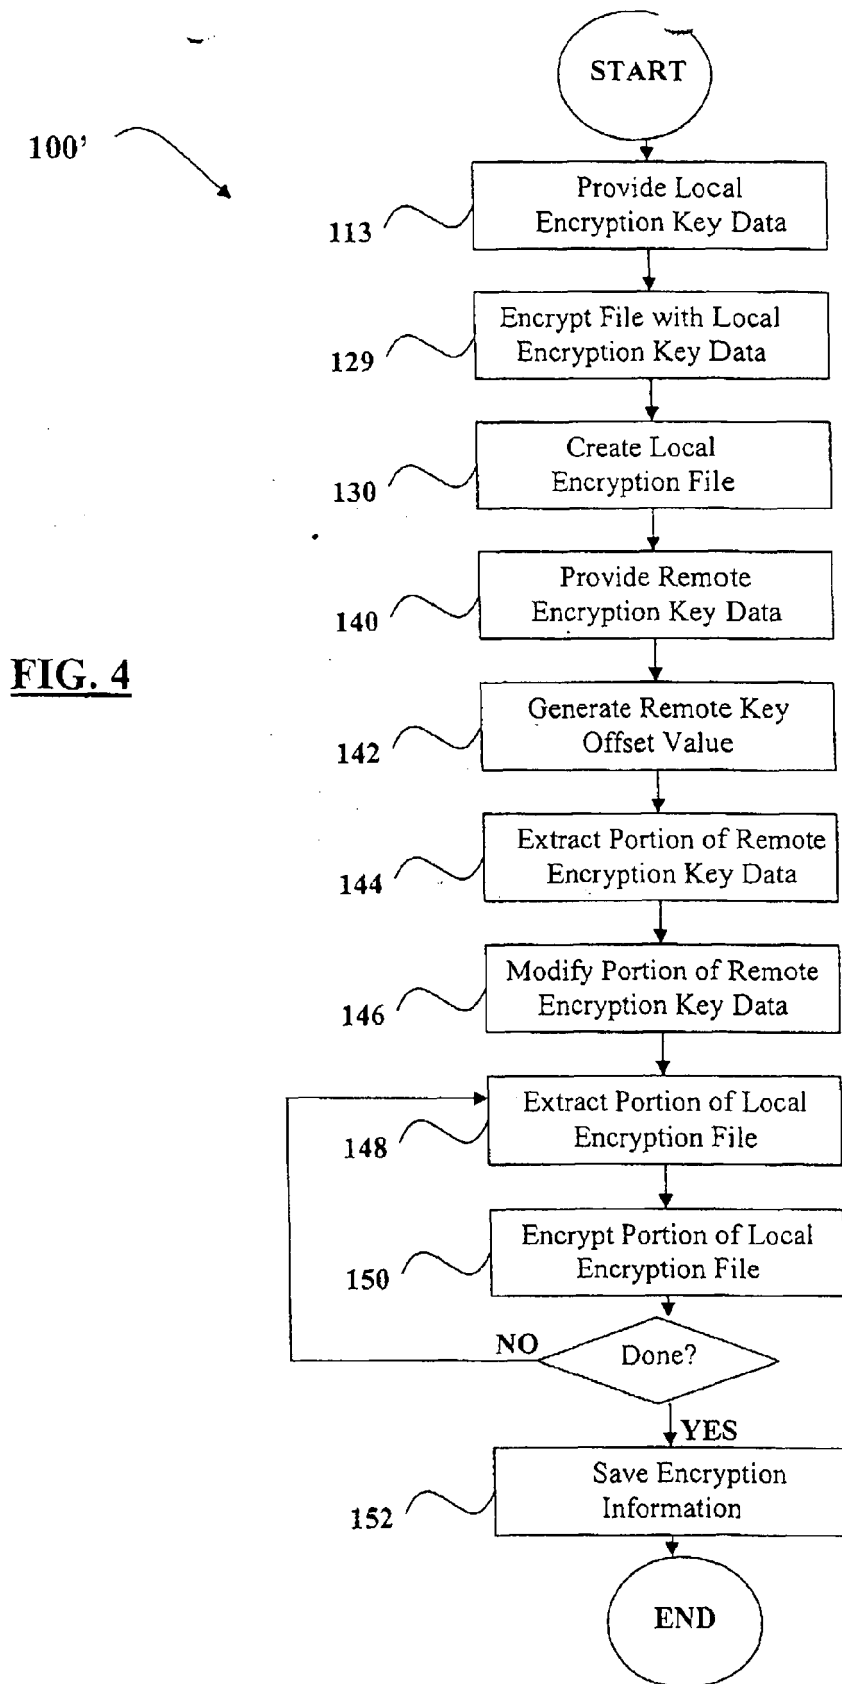 START
100'
Provide Local
Encryption Key Data
113
Encrypt File with Local
Encryption Key Data
129
Create Local
Encryption File
130
Provide Remote
Encryption Key Data
140
FIG. 4
Generate Remote Key
Offset Value
142
Extract Portion of Remote
Encryption Key Data
144
Modify Portion of Remote
Encryption Key Data
146
Extract Portion of Local
Encryption File
148
Encrypt Portion of Local
Encryption File
150
NO
Done?
YES
Save Encryption
Information
152
END